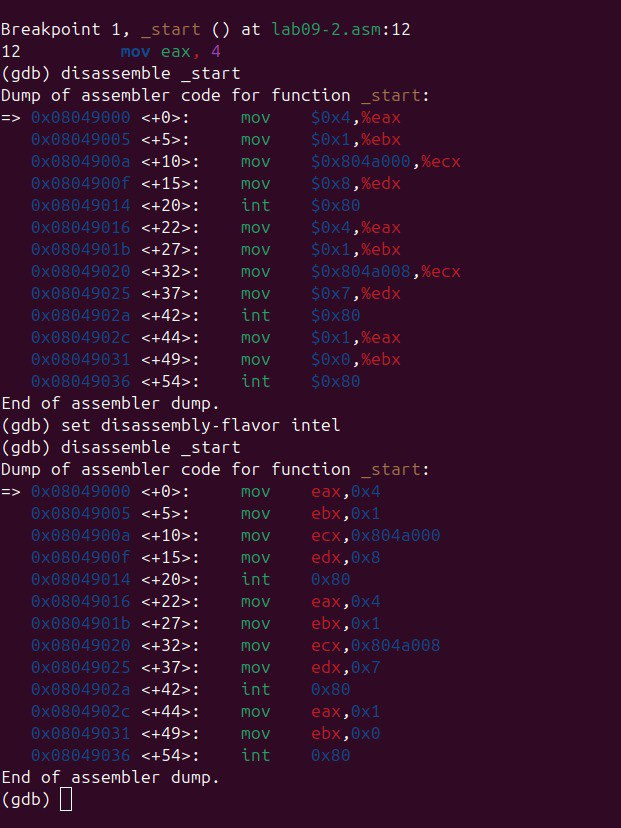 Breakpoint 1, _start () at lab09-2.asm:12
12          mov eax, 4
(gdb) disassemble _start
Dump of assembler code for function _start:
=> 0x08049000 <+0>:     mov    $0x4,%eax
   0x08049005 <+5>:     mov    $0x1,%ebx
   0x0804900a <+10>:    mov    $0x804a000,%ecx
   0x0804900f <+15>:    mov    $0x8,%edx
   0x08049014 <+20>:    int    $0x80
   0x08049016 <+22>:    mov    $0x4,%eax
   0x0804901b <+27>:    mov    $0x1,%ebx
   0x08049020 <+32>:    mov    $0x804a008,%ecx
   0x08049025 <+37>:    mov    $0x7,%edx
   0x0804902a <+42>:    int    $0x80
   0x0804902c <+44>:    mov    $0x1,%eax
   0x08049031 <+49>:    mov    $0x0,%ebx
   0x08049036 <+54>:    int    $0x80
End of assembler dump.
(gdb) set disassembly-flavor intel
(gdb) disassemble _start
Dump of assembler code for function _start:
=> 0x08049000 <+0>:     mov    eax,0x4
   0x08049005 <+5>:     mov    ebx,0x1
   0x0804900a <+10>:    mov    ecx,0x804a000
   0x0804900f <+15>:    mov    edx,0x8
   0x08049014 <+20>:    int    0x80
   0x08049016 <+22>:    mov    eax,0x4
   0x0804901b <+27>:    mov    ebx,0x1
   0x08049020 <+32>:    mov    ecx,0x804a008
   0x08049025 <+37>:    mov    edx,0x7
   0x0804902a <+42>:    int    0x80
   0x0804902c <+44>:    mov    eax,0x1
   0x08049031 <+49>:    mov    ebx,0x0
   0x08049036 <+54>:    int    0x80
End of assembler dump.
(gdb)